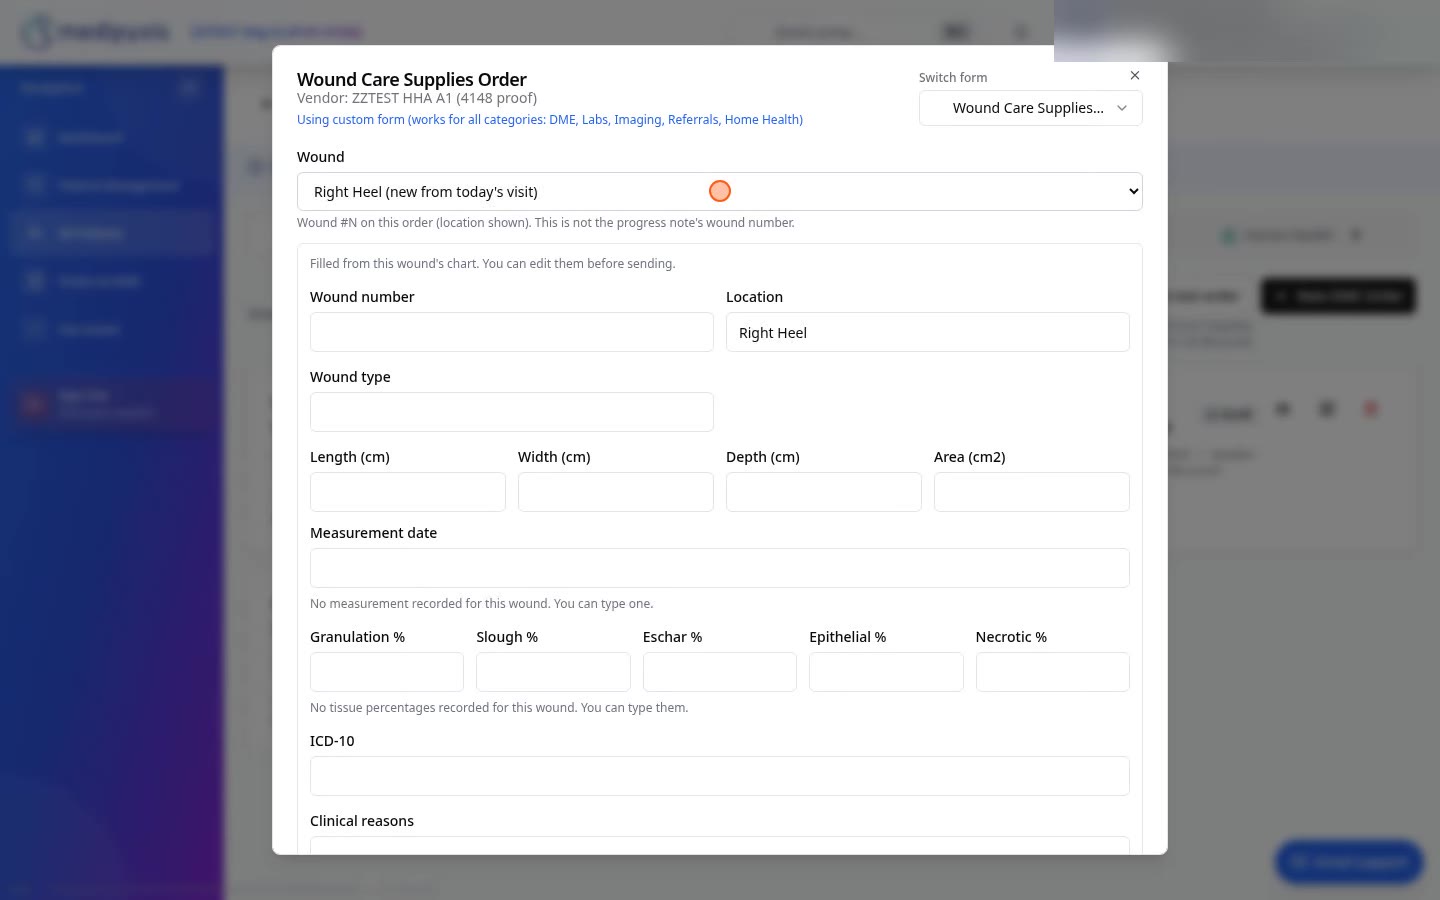 Wound Care Supplies Order
Vendor: ZZTEST HHA A1 (4148 proof)
Using custom form (works for all categories: DME, Labs, Imaging, Referrals, Home Health)
Switch form
Wound Care Supplies...
Wound
Right Heel (new from today's visit)
Wound #N on this order (location shown). This is not the progress note's wound number.
Filled from this wound's chart. You can edit them before sending.
Wound number
Location
Right Heel
Wound type
Length (cm)
Width (cm)
Depth (cm)
Area (cm2)
Measurement date
No measurement recorded for this wound. You can type one.
Granulation %
Slough %
Eschar %
Epithelial %
Necrotic %
No tissue percentages recorded for this wound. You can type them.
ICD-10
Clinical reasons